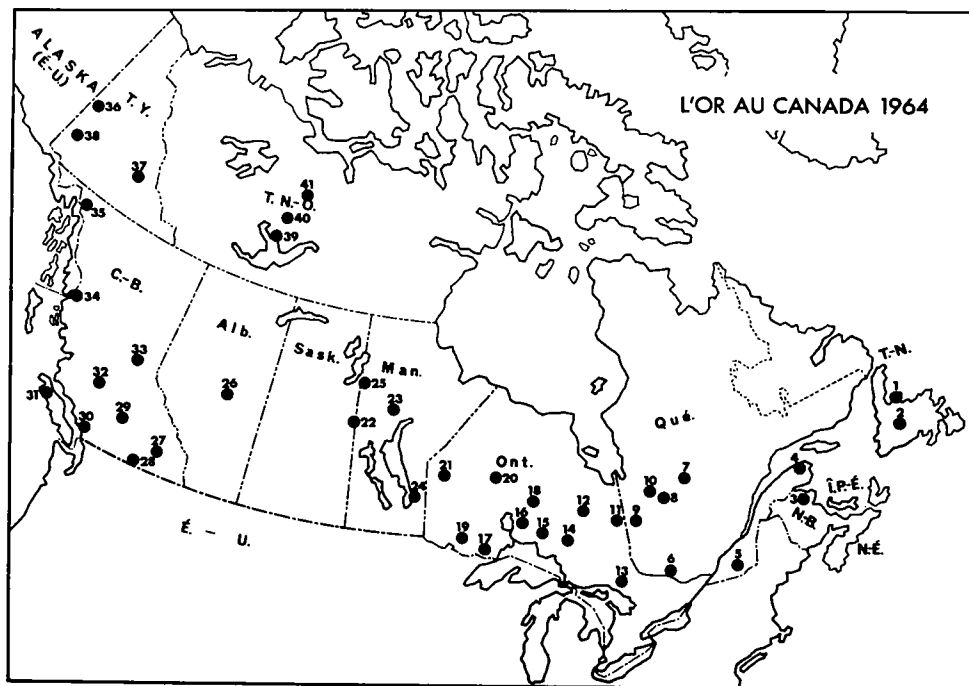 L'OR AU CANADA 1964
ALASKA
(É.-U.)
T. Y.
36
38
37
35
41
T. N.-O.
40
39
C.-B.
34
Alb.
Sask.
Man.
T.-N.
33
32
31
30
29
28
27
26
25
23
22
24
Qué.
1
2
Ont.
21
20
18
16
15
14
12
11
9
10
8
7
4
Î.P.-É.
3
N.-B.
N.-É.
19
17
13
6
5
É. - U.